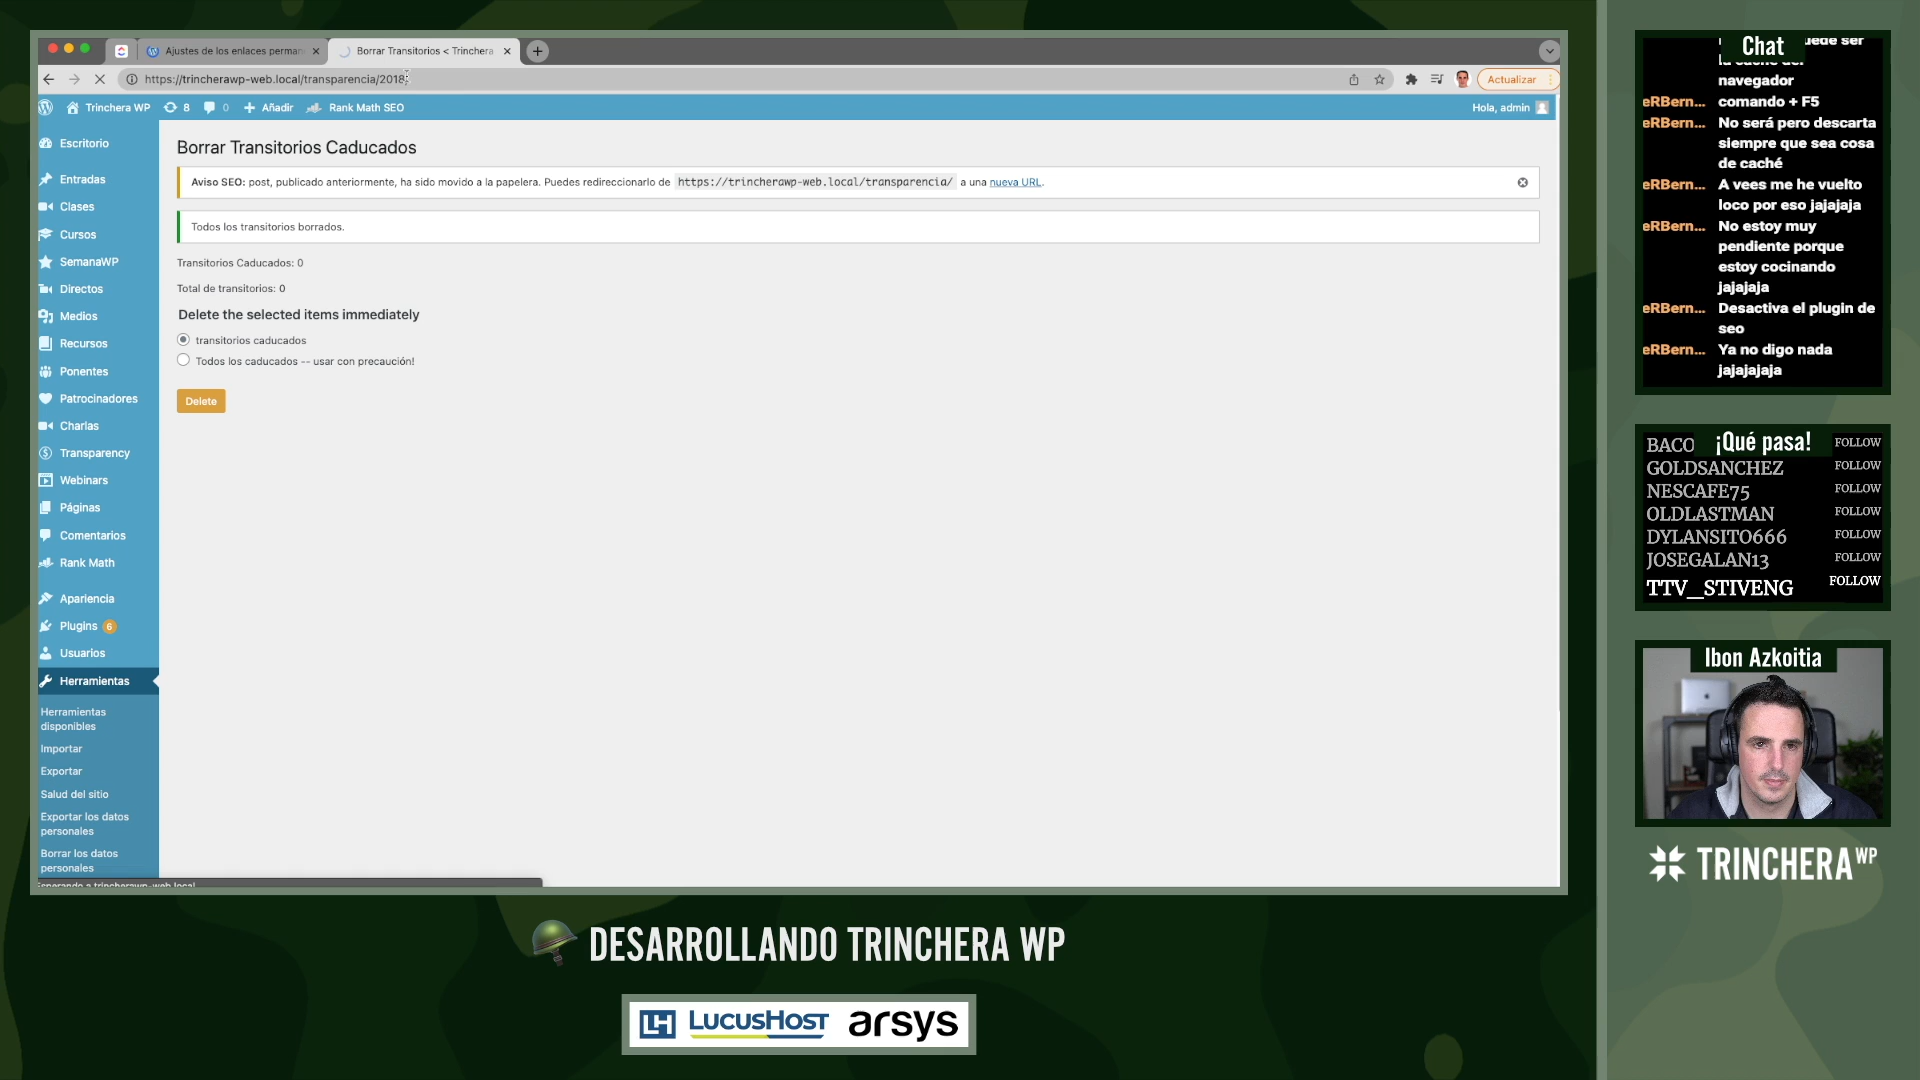 Ajustes de los enlaces perman
Borrar Transitorios < Trinchera
https://trincherawp-web.local/transparencia/2018
Actualizar
Trinchera WP
8
0
Añadir
Rank Math SEO
Hola, admin
Escritorio
Entradas
Clases
Cursos
SemanaWP
Directos
Medios
Recursos
Ponentes
Patrocinadores
Charlas
Transparency
Webinars
Páginas
Comentarios
Rank Math
Apariencia
Plugins 6
Usuarios
Herramientas
Herramientas
disponibles
Importar
Exportar
Salud del sitio
Exportar los datos
personales
Borrar los datos
personales
Esperando a trincherawp-web.local
Borrar Transitorios Caducados
Aviso SEO: post, publicado anteriormente, ha sido movido a la papelera. Puedes redireccionarlo de https://trincherawp-web.local/transparencia/ a una nueva URL.
Todos los transitorios borrados.
Transitorios Caducados: 0
Total de transitorios: 0
Delete the selected items immediately
transitorios caducados
Todos los caducados -- usar con precaución!
Delete
Chat
la caché del
navegador
eRBern... comando + F5
eRBern... No será pero descarta
siempre que sea cosa
de caché
eRBern... A vees me he vuelto
loco por eso jajajaja
eRBern... No estoy muy
pendiente porque
estoy cocinando
jajajaja
eRBern... Desactiva el plugin de
seo
eRBern... Ya no digo nada
jajajajaja
¡Qué pasa!
BACO FOLLOW
GOLDSANCHEZ FOLLOW
NESCAFE75 FOLLOW
OLDLASTMAN FOLLOW
DYLANSITO666 FOLLOW
JOSEGALAN13 FOLLOW
TTV_STIVENG FOLLOW
Ibon Azkoitia
TRINCHERA WP
DESARROLLANDO TRINCHERA WP
LH LUCUSHOST arsys